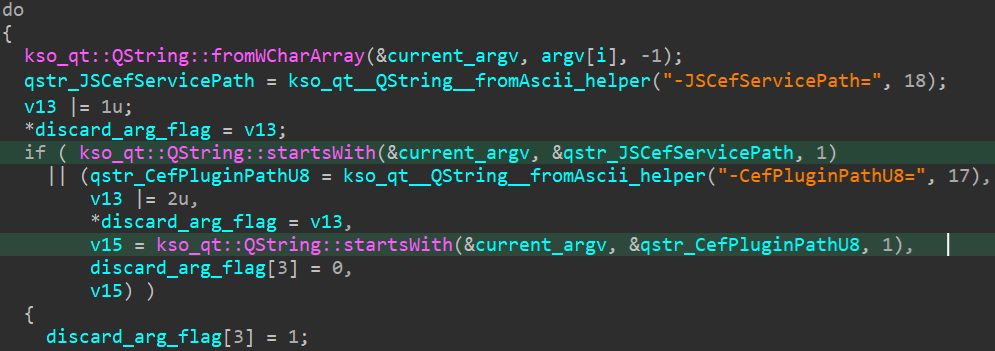 do
{
kso_qt::QString::fromWCharArray(&current_argv, argv[i], -1);
qstr_JSCefServicePath = kso_qt__QString__fromAscii_helper("-JSCefServicePath=", 18);
v13 |= 1u;
*discard_arg_flag = v13;
if ( kso_qt::QString::startsWith(&current_argv, &qstr_JSCefServicePath, 1)
|| (qstr_CefPluginPathU8 = kso_qt__QString__fromAscii_helper("-CefPluginPathU8=", 17),
v13 |= 2u,
*discard_arg_flag = v13,
v15 = kso_qt::QString::startsWith(&current_argv, &qstr_CefPluginPathU8, 1),
discard_arg_flag[3] = 0,
v15) )
{
discard_arg_flag[3] = 1;